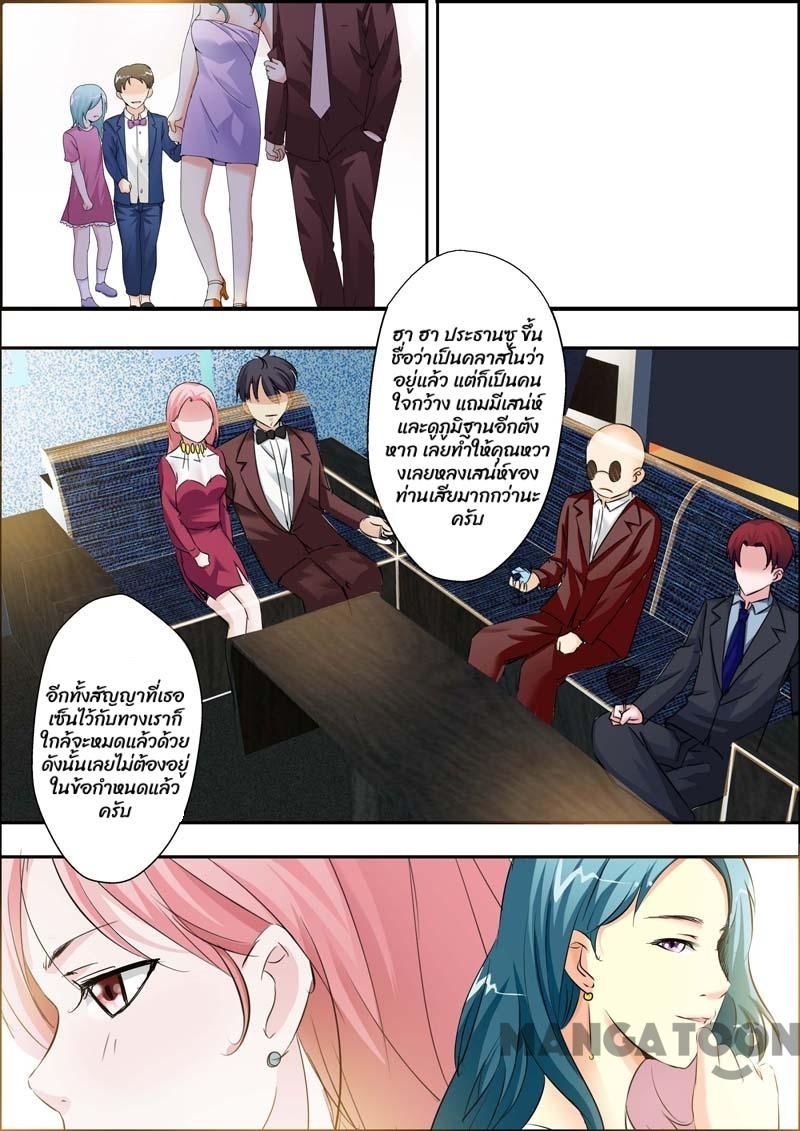 ฮา ฮา ประธานซู ขึ้น
ชื่อว่าเป็นคลาสโนว่า
อยู่แล้ว แต่ก็เป็นคน
ใจกว้าง แถมมีเสน่ห์
และดูภูมิฐานอีกตัง
หาก เลยทำให้คุณหวา
งเลยหลงเสน่ห์ของ
ท่านเสียมากกว่านะ
ครับ
อีกทั้งสัญญาที่เธอ
เซ็นไว้กับทางเราก็
ใกล้จะหมดแล้วด้วย
ดังนั้นเลยไม่ต้องอยู่
ในข้อกำหนดแล้ว
ครับ
MANGATOON